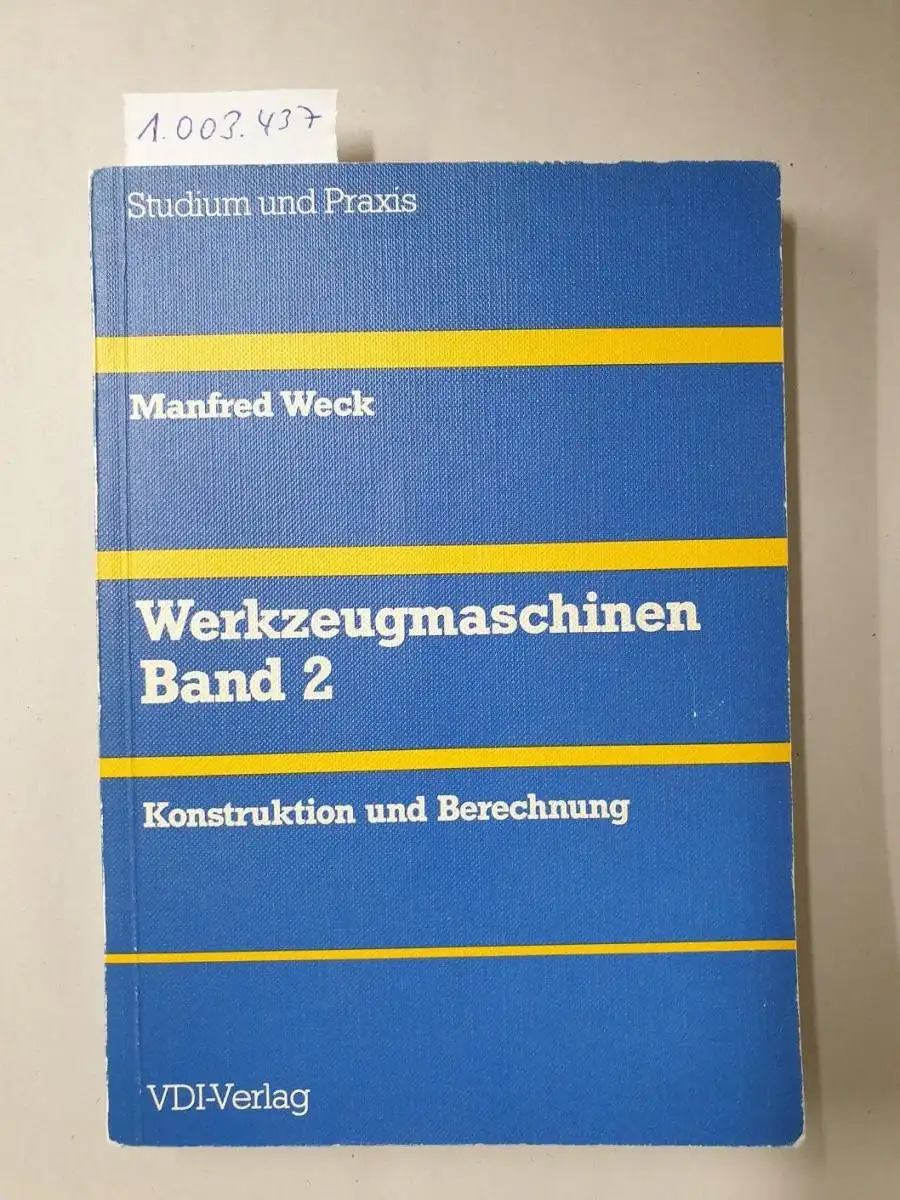 1.003.437
Studium und Praxis
Manfred Weck
Werkzeugmaschinen
Band 2
Konstruktion und Berechnung
VDI-Verlag